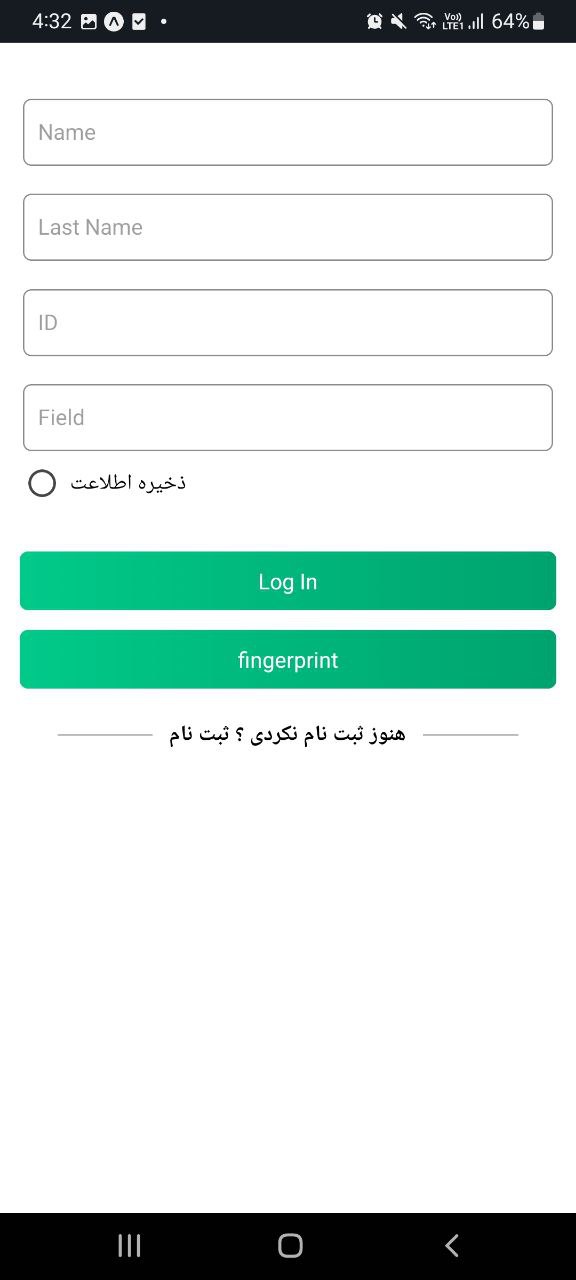 4:32 Vo)) LTE1 64%
Name
Last Name
ID
Field
ذخیره اطلاعت
Log In
fingerprint
هنوز ثبت نام نکردی ؟ ثبت نام